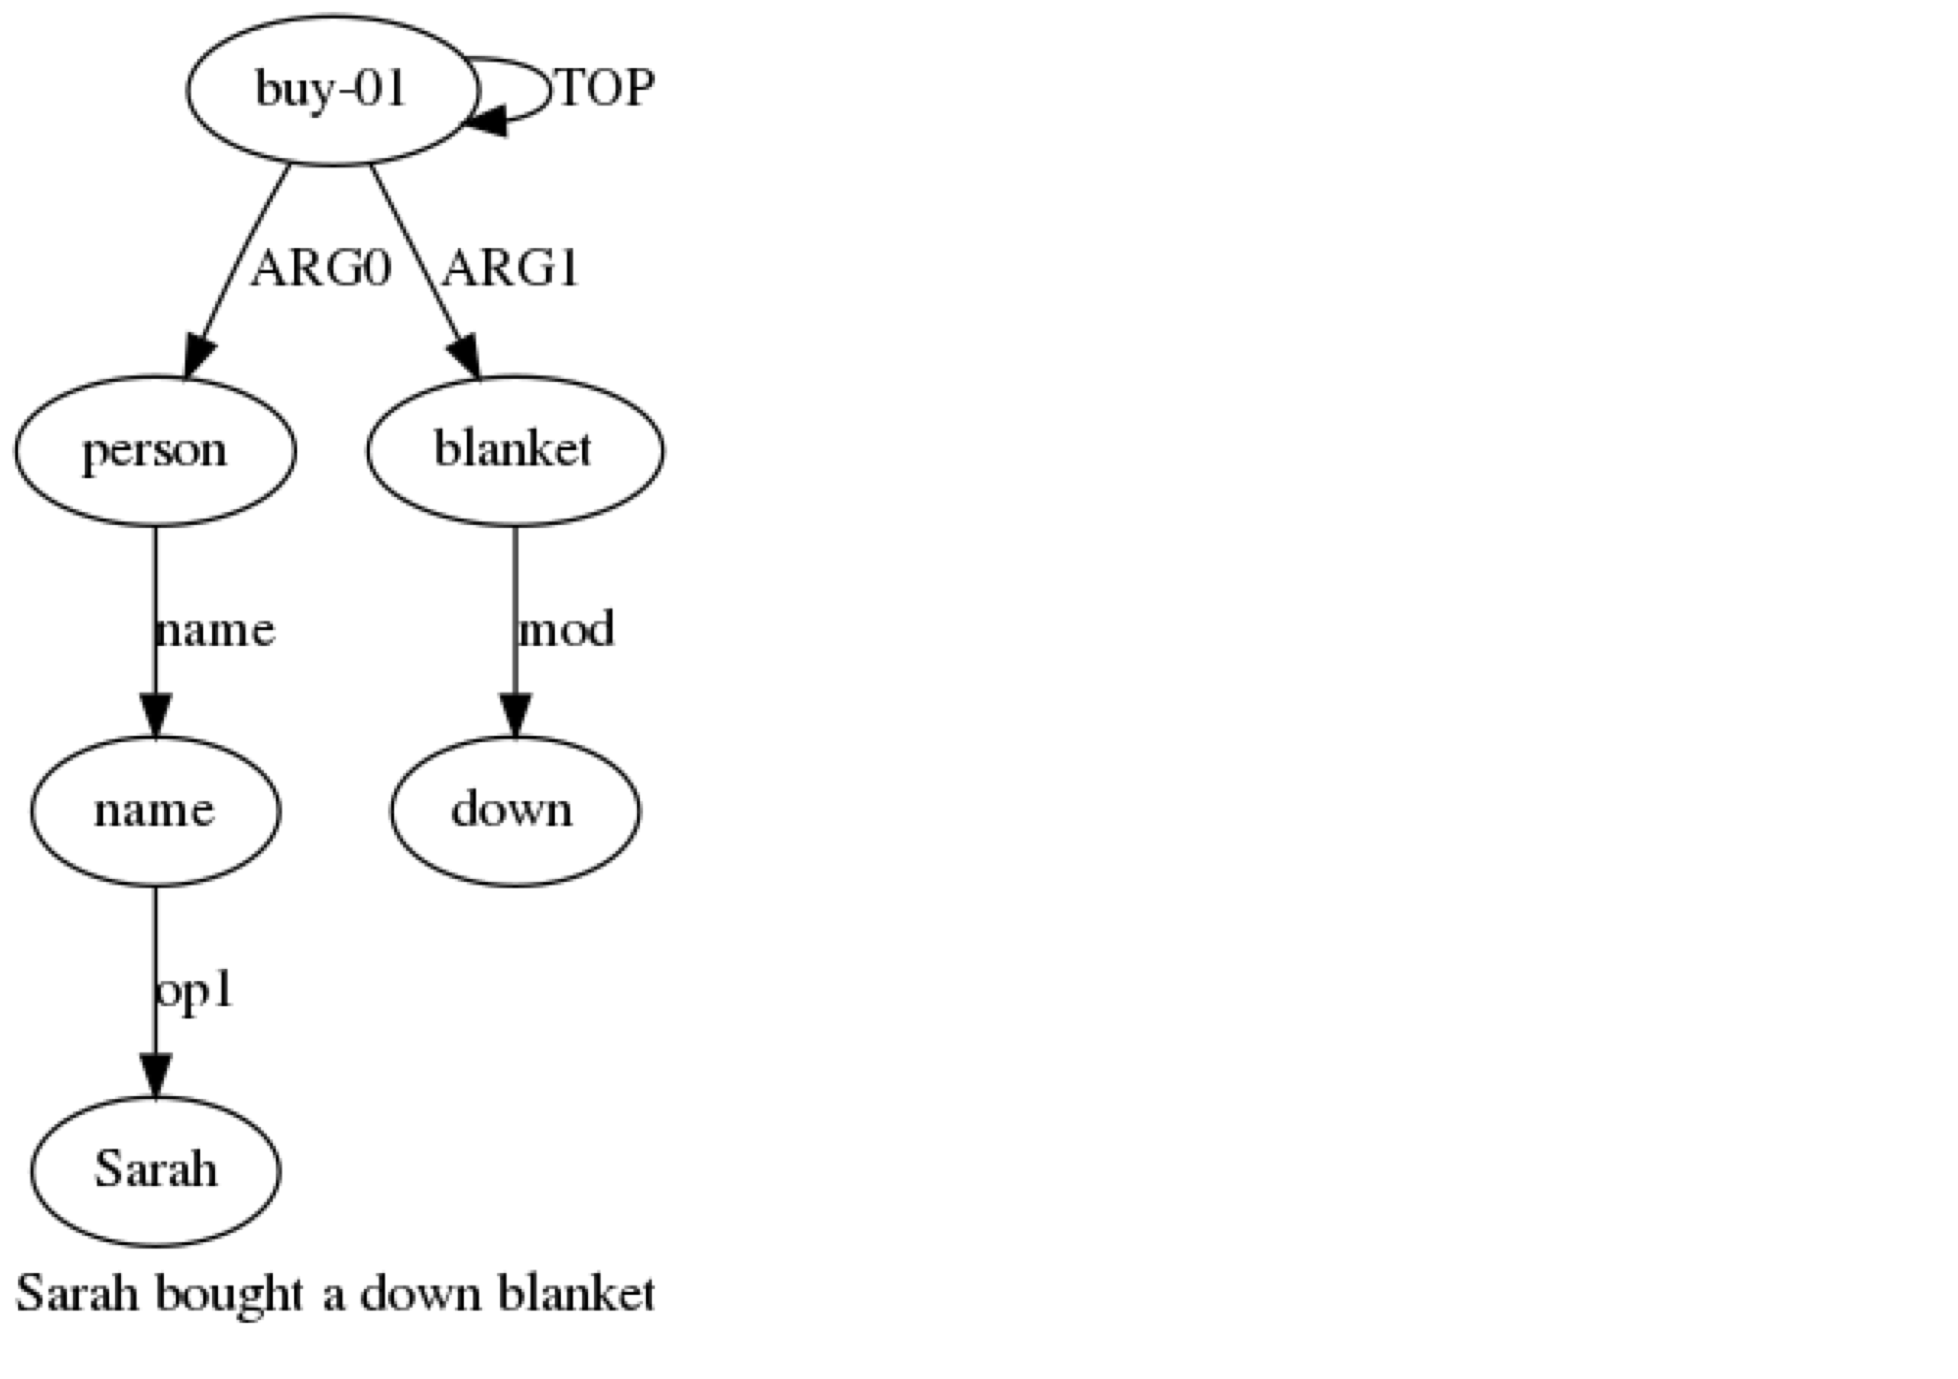 buy-01 TOP
ARG0 ARG1
person blanket
name mod
name down
op1
Sarah
Sarah bought a down blanket